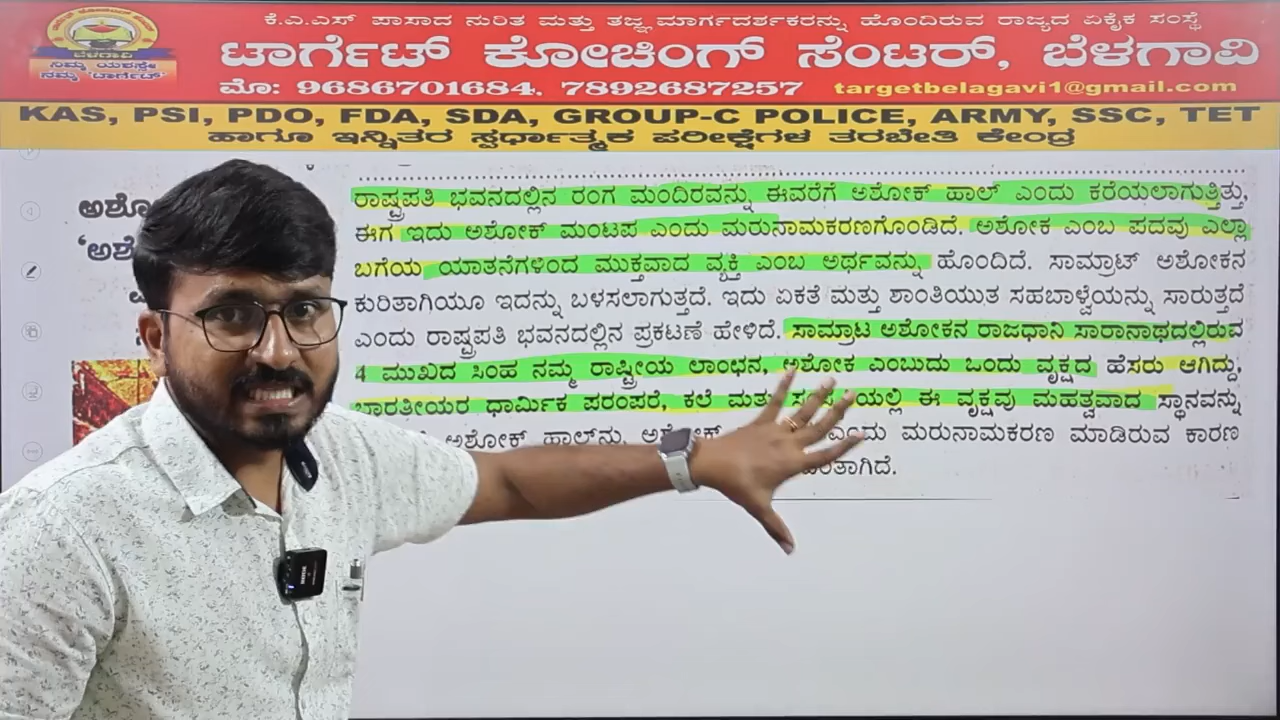 ಕೆ.ಎ.ಎಸ್ ಪಾಸಾದ ನುರಿತ ಮತ್ತು ತಜ್ಞ ಮಾರ್ಗದರ್ಶಕರನ್ನು ಹೊಂದಿರುವ ರಾಜ್ಯದ ಏಕೈಕ ಸಂಸ್ಥೆ
ಟಾರ್ಗೆಟ್ ಕೋಚಿಂಗ್ ಸೆಂಟರ್, ಬೆಳಗಾವಿ
ಬೆಳಗಾವಿ
ನಿಮ್ಮ ಯಶಸ್ಸೇ
ನಮ್ಮ 'ಟಾರ್ಗೆಟ್'
ಮೊ: 9686701684, 7892687257 targetbelagavi1@gmail.com
KAS, PSI, PDO, FDA, SDA, GROUP-C POLICE, ARMY, SSC, TET
ಹಾಗೂ ಇನ್ನಿತರ ಸ್ಪರ್ಧಾತ್ಮಕ ಪರೀಕ್ಷೆಗಳ ತರಬೇತಿ ಕೇಂದ್ರ
ರಾಷ್ಟ್ರಪತಿ ಭವನದಲ್ಲಿನ ರಂಗ ಮಂದಿರವನ್ನು ಈವರೆಗೆ ಅಶೋಕ್ ಹಾಲ್ ಎಂದು ಕರೆಯಲಾಗುತ್ತಿತ್ತು,
ಈಗ ಇದು ಅಶೋಕ್ ಮಂಟಪ ಎಂದು ಮರುನಾಮಕರಣಗೊಂಡಿದೆ. ಅಶೋಕ ಎಂಬ ಪದವು ಎಲ್ಲಾ
ಬಗೆಯ ಯಾತನೆಗಳಿಂದ ಮುಕ್ತವಾದ ವ್ಯಕ್ತಿ ಎಂಬ ಅರ್ಥವನ್ನು ಹೊಂದಿದೆ. ಸಾಮ್ರಾಟ್ ಅಶೋಕನ
ಕುರಿತಾಗಿಯೂ ಇದನ್ನು ಬಳಸಲಾಗುತ್ತದೆ. ಇದು ಏಕತೆ ಮತ್ತು ಶಾಂತಿಯುತ ಸಹಬಾಳ್ವೆಯನ್ನು ಸಾರುತ್ತದೆ
ಎಂದು ರಾಷ್ಟ್ರಪತಿ ಭವನದಲ್ಲಿನ ಪ್ರಕಟಣೆ ಹೇಳಿದೆ. ಸಾಮ್ರಾಟ ಅಶೋಕನ ರಾಜಧಾನಿ ಸಾರಾನಾಥದಲ್ಲಿರುವ
4 ಮುಖದ ಸಿಂಹ ನಮ್ಮ ರಾಷ್ಟ್ರೀಯ ಲಾಂಛನ, ಅಶೋಕ ಎಂಬುದು ಒಂದು ವೃಕ್ಷದ ಹೆಸರು ಆಗಿದ್ದು,
ಭಾರತೀಯರ ಧಾರ್ಮಿಕ ಪರಂಪರೆ, ಕಲೆ ಮತ್ತು ಈ ವೃಕ್ಷವು ಮಹತ್ವವಾದ ಸ್ಥಾನವನ್ನು
ಅಶೋಕ್ ಹಾಲ್‌ನ್ನು ಮರುನಾಮಕರಣ ಮಾಡಿರುವ ಕಾರಣ